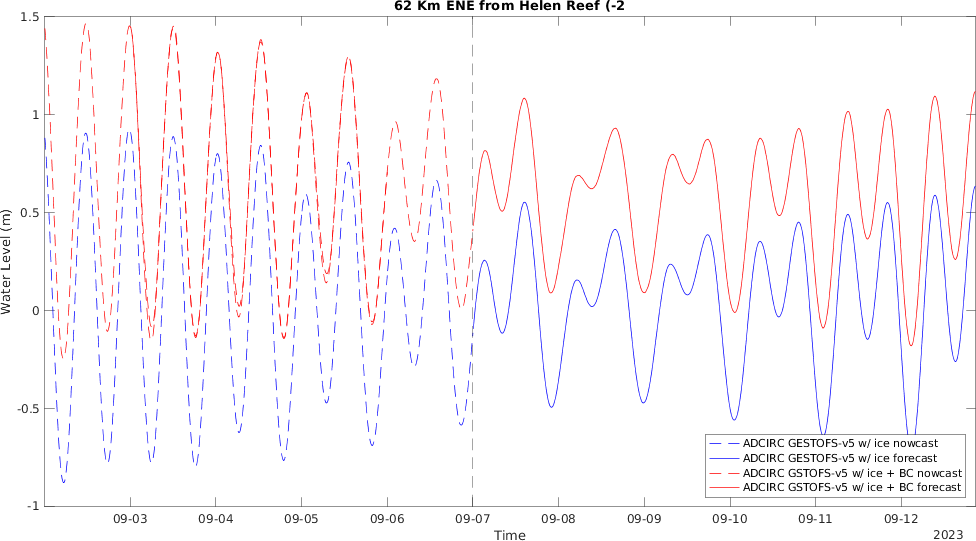 62 Km ENE from Helen Reef (-2
1.5
1
0.5
0
-0.5
-1
Water Level (m)
09-03 09-04 09-05 09-06 09-07 09-08 09-09 09-10 09-11 09-12
Time
2023
ADCIRC GESTOFS-v5 w/ ice nowcast
ADCIRC GESTOFS-v5 w/ ice forecast
ADCIRC GSTOFS-v5 w/ ice + BC nowcast
ADCIRC GSTOFS-v5 w/ ice + BC forecast